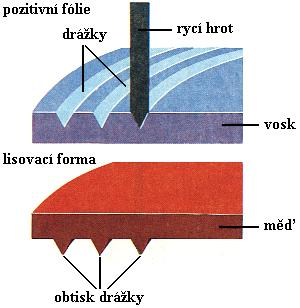 pozitivní fólie
rycí hrot
drážky
vosk
lisovací forma
měď
obtisk drážky